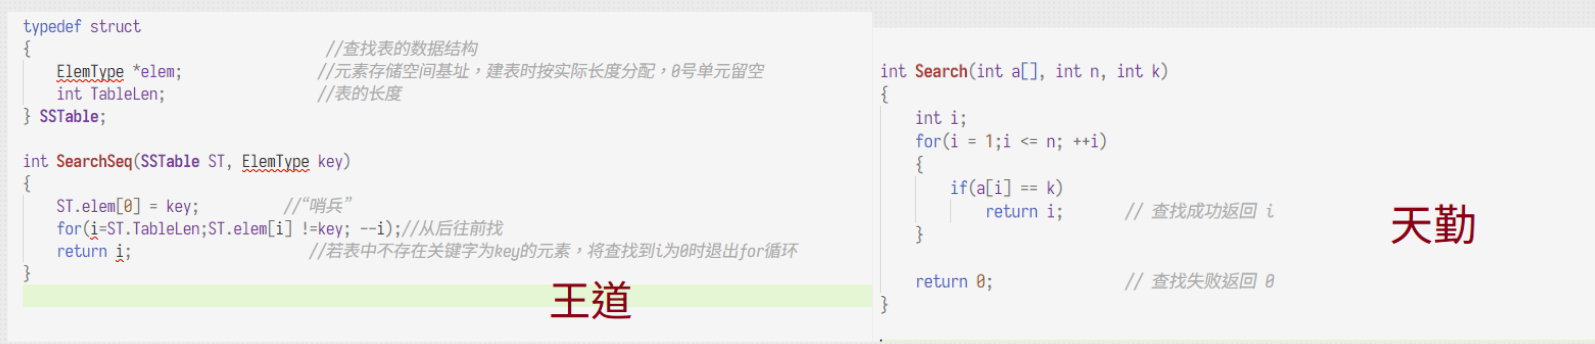 typedef struct
{ //查找表的数据结构
ElemType *elem; //元素存储空间基址，建表时按实际长度分配，0号单元留空
int TableLen; //表的长度
} SSTable;
int SearchSeq(SSTable ST, ElemType key)
{
ST.elem[0] = key; //“哨兵”
for(i=ST.TableLen;ST.elem[i] !=key; --i);//从后往前找
return i; //若表中不存在关键字为key的元素，将查找到i为0时退出for循环
}
王道
int Search(int a[], int n, int k)
{
int i;
for(i = 1;i <= n; ++i)
{
if(a[i] == k)
return i; // 查找成功返回 i
}
return 0; // 查找失败返回 0
}
天勤